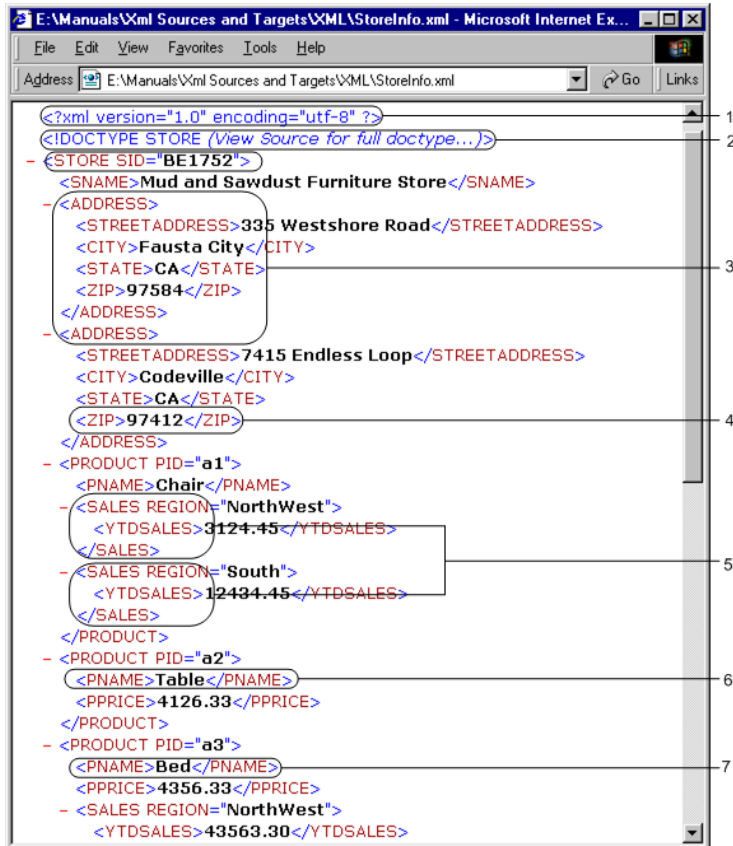 E:\Manuals\Xml Sources and Targets\XML\StoreInfo.xml - Microsoft Internet Ex...
File Edit View Favorites Tools Help
Address E:\Manuals\Xml Sources and Targets\XML\StoreInfo.xml Go Links
<?xml version="1.0" encoding="utf-8" ?> 1
<!DOCTYPE STORE (View Source for full doctype...)> 2
- <STORE SID="BE1752">
<SNAME>Mud and Sawdust Furniture Store</SNAME>
- <ADDRESS>
<STREETADDRESS>335 Westshore Road</STREETADDRESS>
<CITY>Fausta City</CITY>
<STATE>CA</STATE> 3
<ZIP>97584</ZIP>
</ADDRESS>
- <ADDRESS>
<STREETADDRESS>7415 Endless Loop</STREETADDRESS>
<CITY>Codeville</CITY>
<STATE>CA</STATE>
<ZIP>97412</ZIP> 4
</ADDRESS>
- <PRODUCT PID="a1">
<PNAME>Chair</PNAME>
- <SALES REGION="NorthWest">
<YTDSALES>3124.45</YTDSALES>
</SALES>
5
- <SALES REGION="South">
<YTDSALES>12434.45</YTDSALES>
</SALES>
</PRODUCT>
- <PRODUCT PID="a2">
<PNAME>Table</PNAME> 6
<PPRICE>4126.33</PPRICE>
</PRODUCT>
- <PRODUCT PID="a3">
<PNAME>Bed</PNAME> 7
<PPRICE>4356.33</PPRICE>
- <SALES REGION="NorthWest">
<YTDSALES>43563.30</YTDSALES>